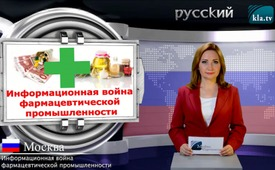 русский
kla.tv
Информационная война
фармацевтической
промышленности
Москва
Информационная война
фармацевтической промышленности